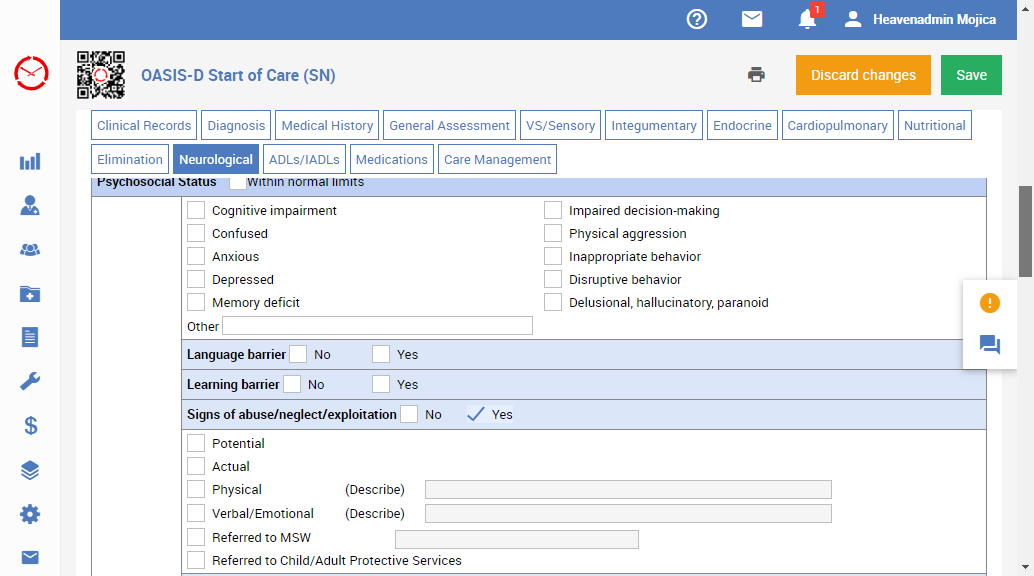 1
Heavenadmin Mojica
OASIS-D Start of Care (SN)
Discard changes
Save
Clinical Records
Diagnosis
Medical History
General Assessment
VS/Sensory
Integumentary
Endocrine
Cardiopulmonary
Nutritional
Elimination
Neurological
ADLs/IADLs
Medications
Care Management
Psychosocial Status Within normal limits
Cognitive impairment
Impaired decision-making
Confused
Physical aggression
Anxious
Inappropriate behavior
Depressed
Disruptive behavior
Memory deficit
Delusional, hallucinatory, paranoid
Other
Language barrier No Yes
Learning barrier No Yes
Signs of abuse/neglect/exploitation No Yes
Potential
Actual
Physical (Describe)
Verbal/Emotional (Describe)
Referred to MSW
Referred to Child/Adult Protective Services